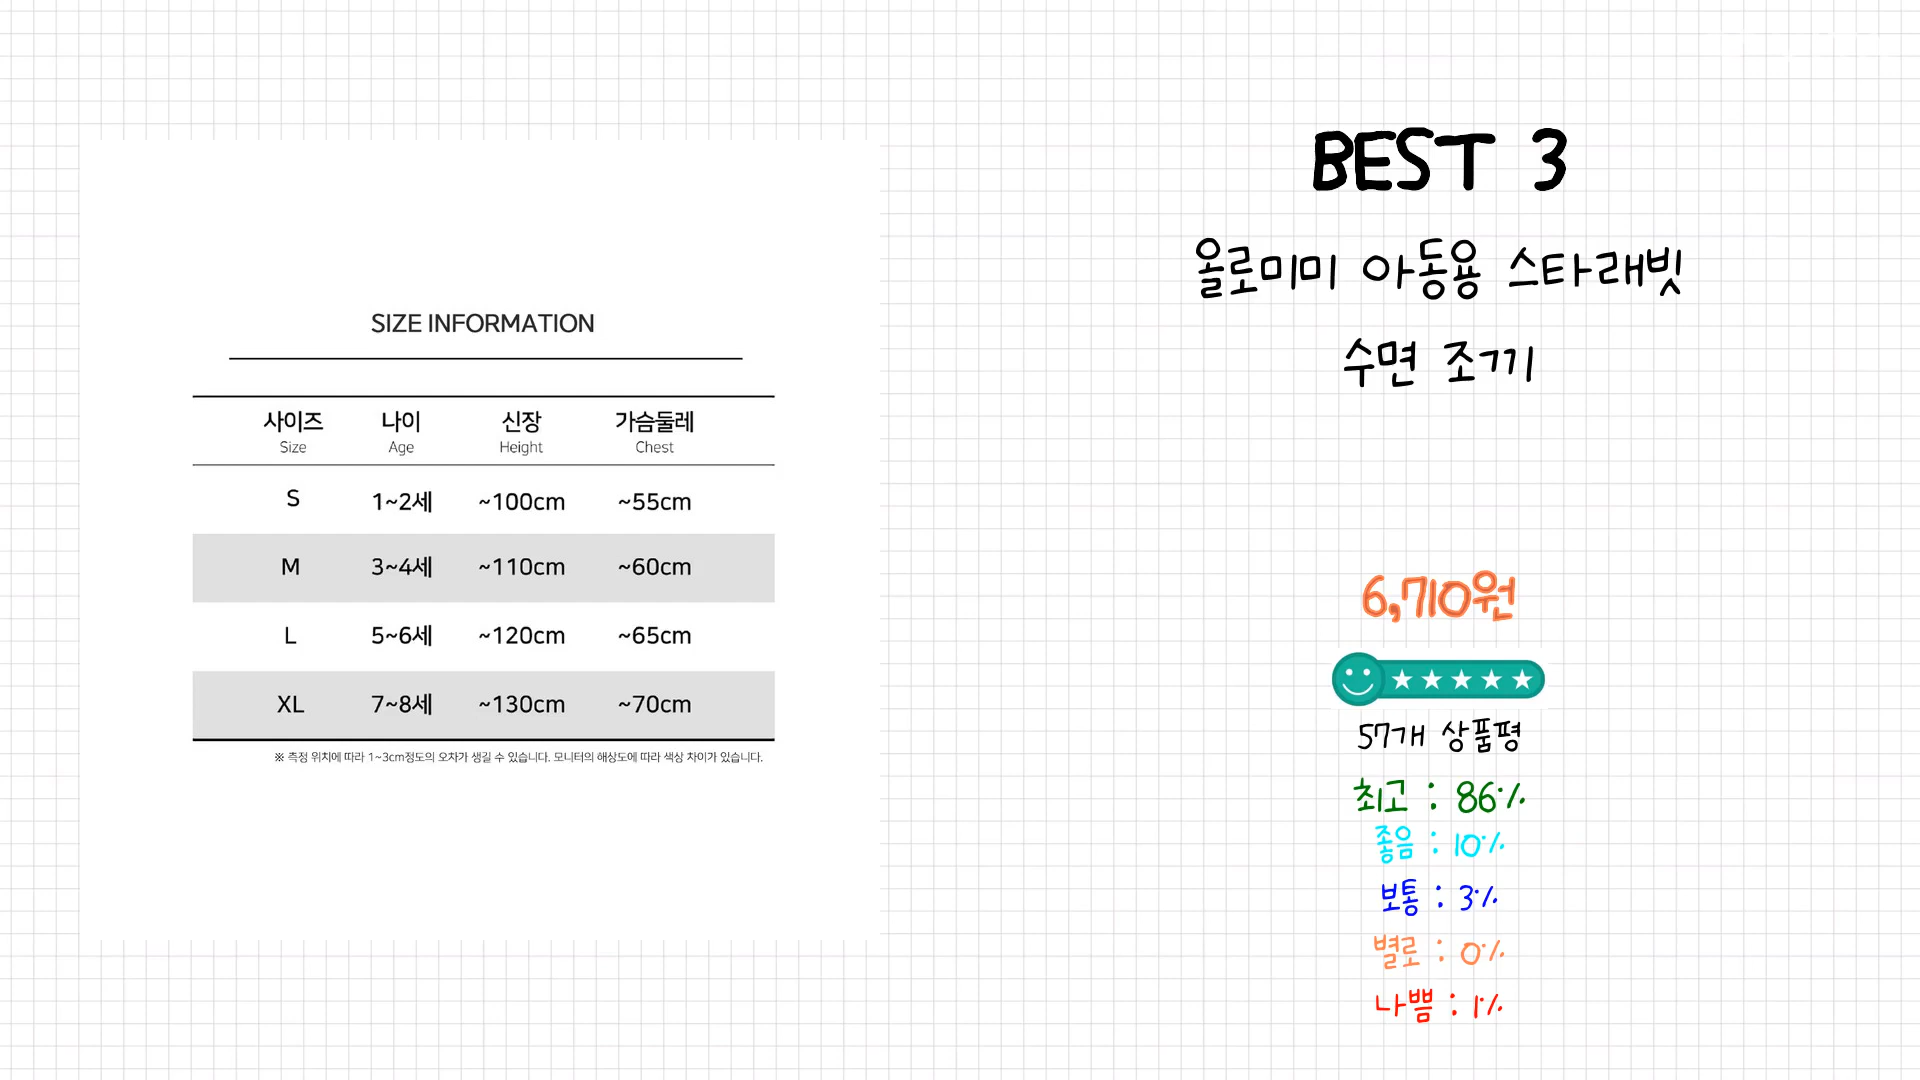 SIZE INFORMATION
사이즈 나이 신장 가슴둘레
Size Age Height Chest
S 1~2세 ~100cm ~55cm
M 3~4세 ~110cm ~60cm
L 5~6세 ~120cm ~65cm
XL 7~8세 ~130cm ~70cm
※ 측정 위치에 따라 1~3cm정도의 오차가 생길 수 있습니다. 모니터의 해상도에 따라 색상 차이가 있습니다.
BEST 3
올로미미 아동용 스타래빗
수면 조끼
6,710원
57개 상품평
최고 : 86%
좋음 : 10%
보통 : 3%
별로 : 0%
나쁨 : 1%